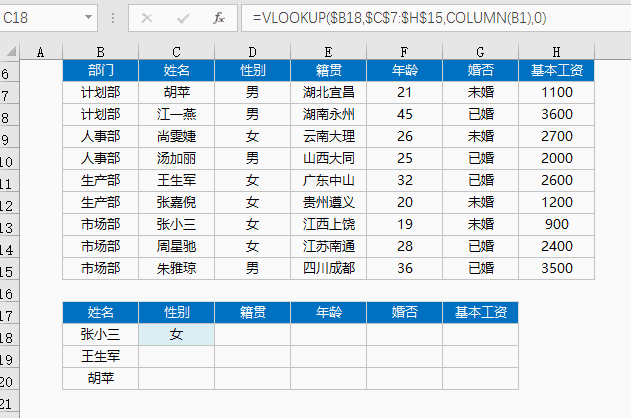 C18 fx =VLOOKUP($B18,$C$7:$H$15,COLUMN(B1),0)
A B C D E F G H
6 部门 姓名 性别 籍贯 年龄 婚否 基本工资
7 计划部 胡苹 男 湖北宜昌 21 未婚 1100
8 计划部 江一燕 男 湖南永州 45 已婚 3600
9 人事部 尚雯婕 女 云南大理 26 未婚 2700
10 人事部 汤加丽 男 山西大同 25 已婚 2000
11 生产部 王生军 女 广东中山 32 已婚 2600
12 生产部 张嘉倪 女 贵州遵义 20 未婚 1200
13 市场部 张小三 女 江西上饶 19 未婚 900
14 市场部 周星驰 女 江苏南通 28 已婚 2400
15 市场部 朱雅琼 男 四川成都 36 已婚 3500
16
17 姓名 性别 籍贯 年龄 婚否 基本工资
18 张小三 女
19 王生军
20 胡苹
21